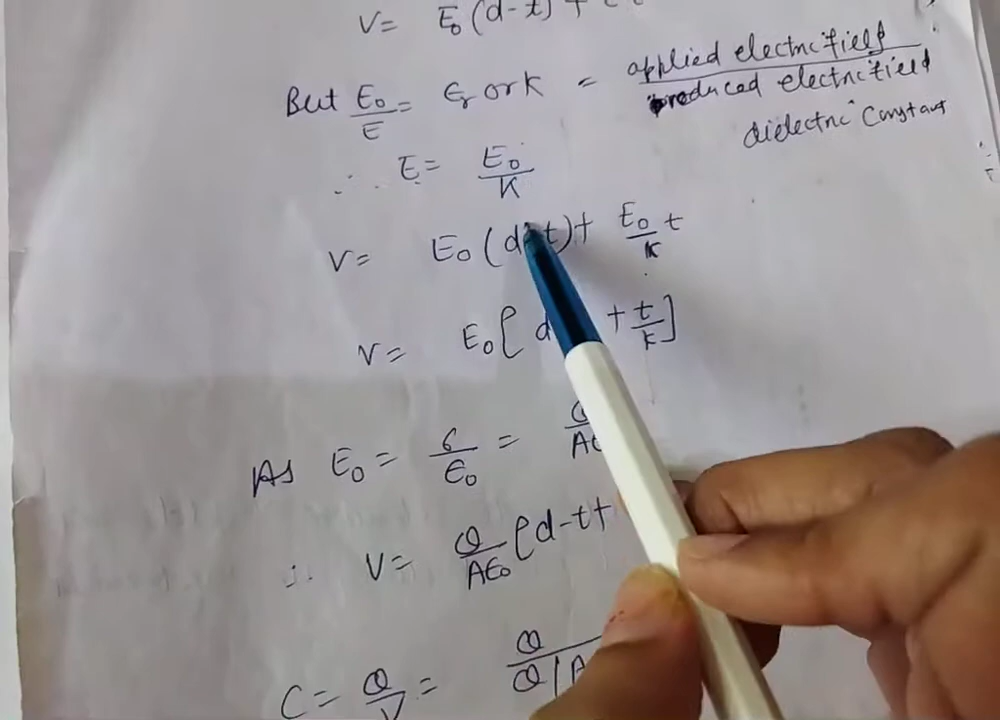 V= E₀(d-t) +
But E₀/E = εr or K = applied electric field / produced electric field
dielectric constant
∴ E = E₀/K
V= E₀(d-t)+ E₀/K t
V= E₀[d + t/K]
As E₀ = σ/ε₀ =
∴ V= Q/Aε₀ [d-t+
C = Q/V =